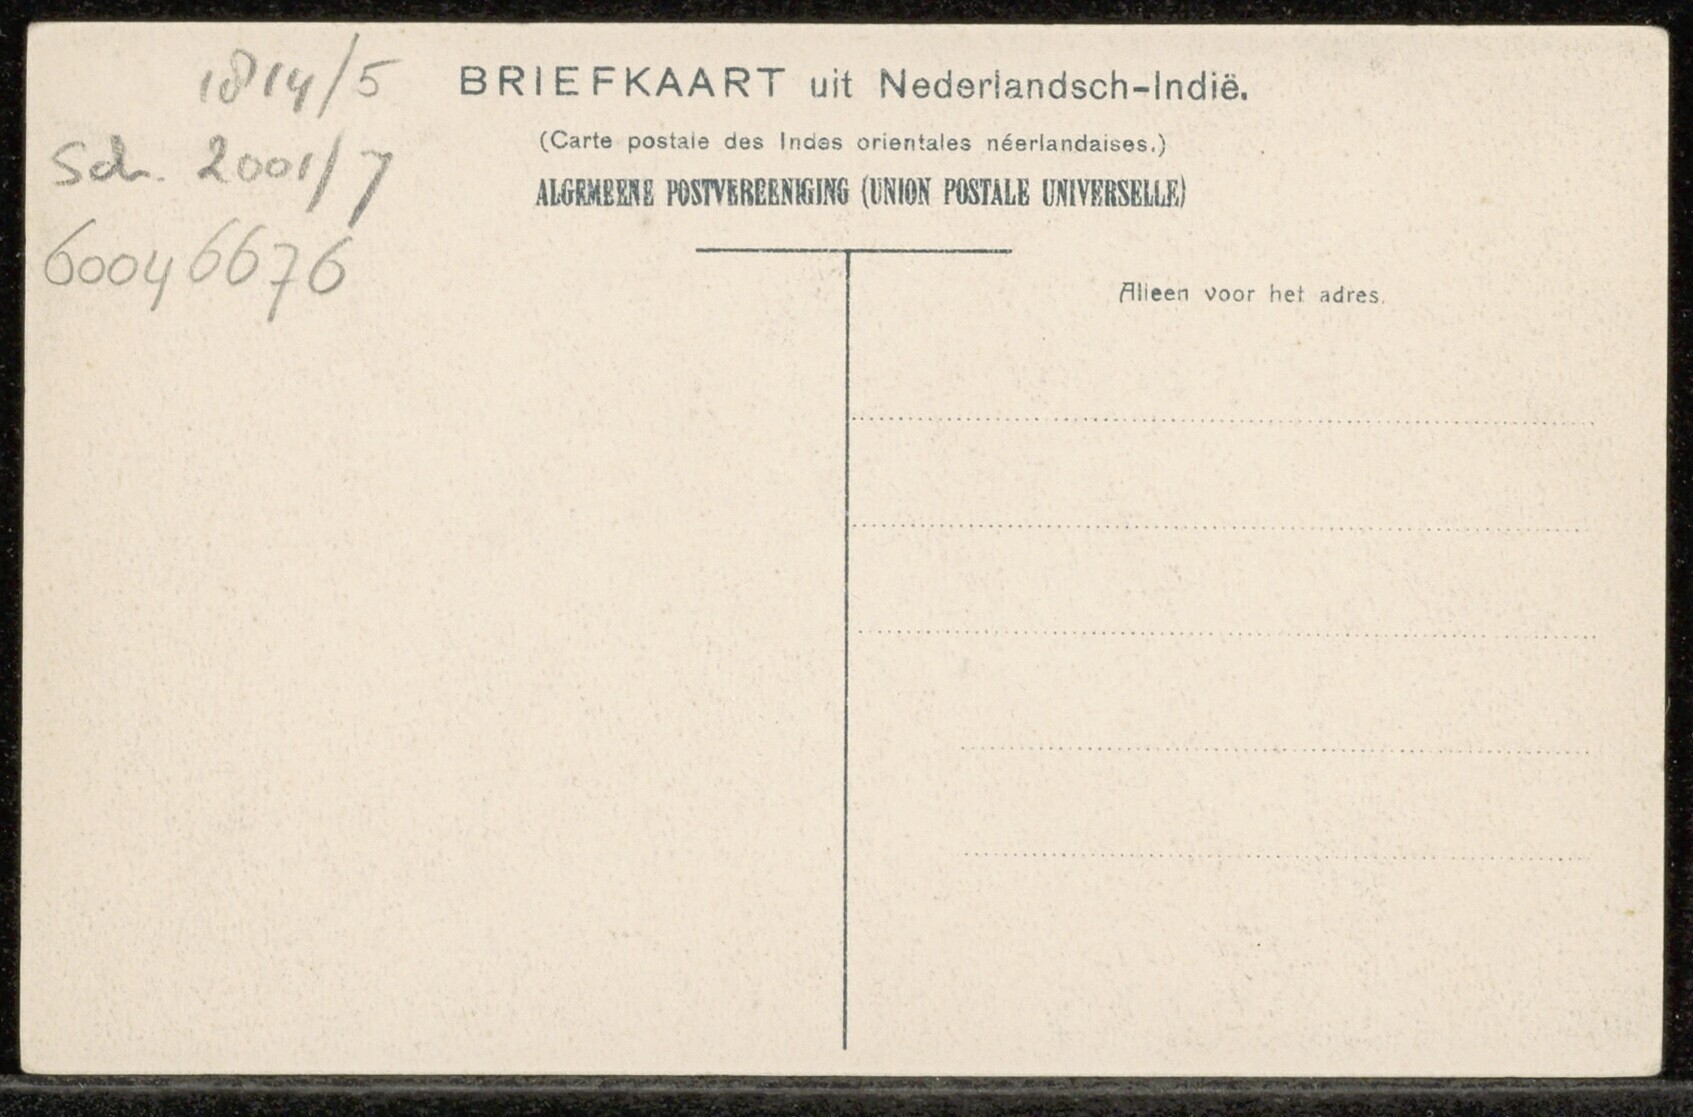 1814/5
Sch. 2001/7
60046676
BRIEFKAART uit Nederlandsch-Indië.
(Carte postale des Indes orientales néerlandaises.)
ALGEMEENE POSTVEREENIGING (UNION POSTALE UNIVERSELLE)
Alleen voor het adres.